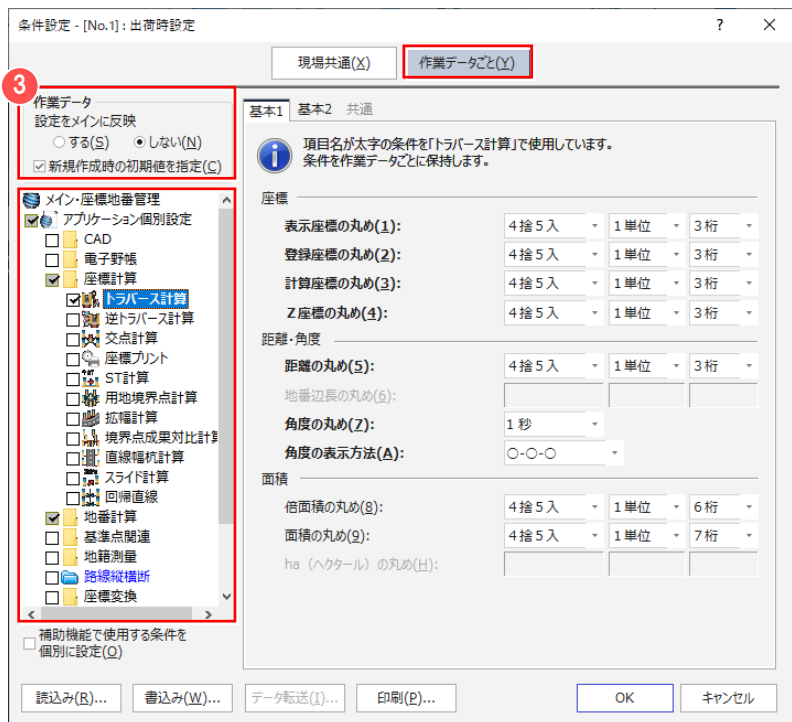 条件設定 - [No.1] : 出荷時設定
? ×
現場共通(X) 作業データごと(Y)
3
作業データ
設定をメインに反映
する(S) しない(N)
新規作成時の初期値を指定(C)
メイン・座標地番管理
アプリケーション個別設定
CAD
電子野帳
座標計算
トラバース計算
逆トラバース計算
交点計算
座標プリント
ST計算
用地境界点計算
拡幅計算
境界点成果対比計算
直線幅杭計算
スライド計算
回帰直線
地番計算
基準点関連
地籍測量
路線縦横断
座標変換
補助機能で使用する条件を
個別に設定(O)
基本1 基本2 共通
項目名が太字の条件を「トラバース計算」で使用しています。
条件を作業データごとに保持します。
座標
表示座標の丸め(1): 4捨5入 1単位 3桁
登録座標の丸め(2): 4捨5入 1単位 3桁
計算座標の丸め(3): 4捨5入 1単位 3桁
Z座標の丸め(4): 4捨5入 1単位 3桁
距離・角度
距離の丸め(5): 4捨5入 1単位 3桁
地番辺長の丸め(6):
角度の丸め(7): 1秒
角度の表示方法(A): ○-○-○
面積
倍面積の丸め(8): 4捨5入 1単位 6桁
面積の丸め(9): 4捨5入 1単位 7桁
ha（ヘクタール）の丸め(H):
読込み(R)... 書込み(W)... データ転送(I)... 印刷(P)... OK キャンセル